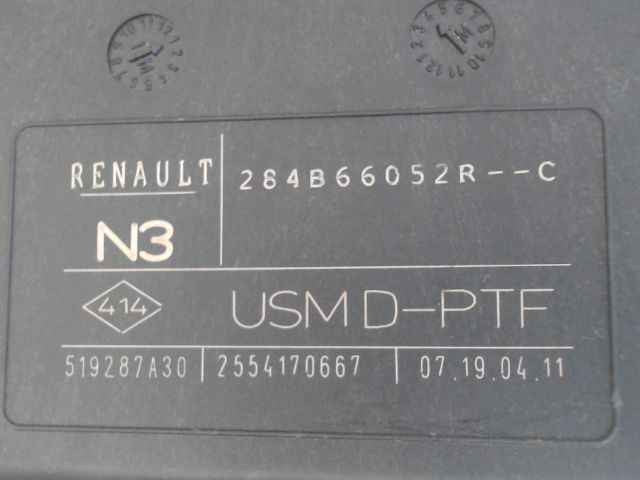 RENAULT 284B66052R--C
N3
414 USM D-PTF
519287A30 2554170667 07.19.04.11